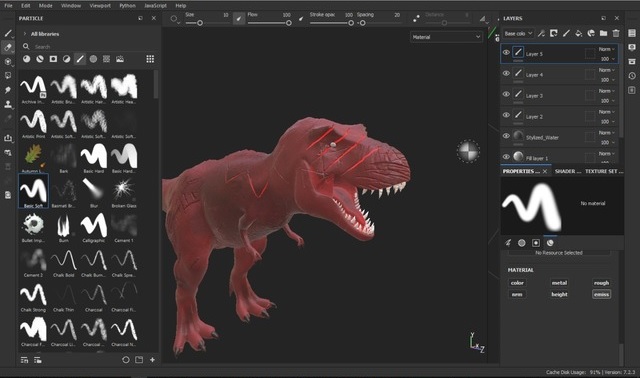 File Edit Mode Window Viewport Python JavaScript Help
PARTICLE
Size 10 Flow 100 Stroke opac 100 Spacing 20 Distance
LAYERS
All libraries
Material
Base colo
Search
Layer 5 Norm
100
Layer 4 Norm
100
Archive In... Artistic Bru... Artistic Hair... Artistic Hea...
Layer 3 Norm
100
Layer 2 Norm
100
Artistic Print Artistic Soft... Artistic Soft...
Stylized_Water Norm
100
Fill layer 1 Norm
Autumn L... Bark Basic Hard Basic Hard...
PROPERTIES ... SHADER ... TEXTURE SET ...
Basic Soft Basmati B... Blur Broken Glass
No material
Bullet Imp... Burn Calligraphic Cement 1
No Resource Selected
Cement 2 Chalk Bold Chalk Bum... Chalk Spre...
MATERIAL
color metal rough
nrm height emiss
Chalk Strong Chalk Thin Charcoal Charcoal Fi...
Charcoal F... Charcoal Li... Charcoal M... Charcoal N...
Y
X Z
Cache Disk Usage: 91% | Version: 7.2.3